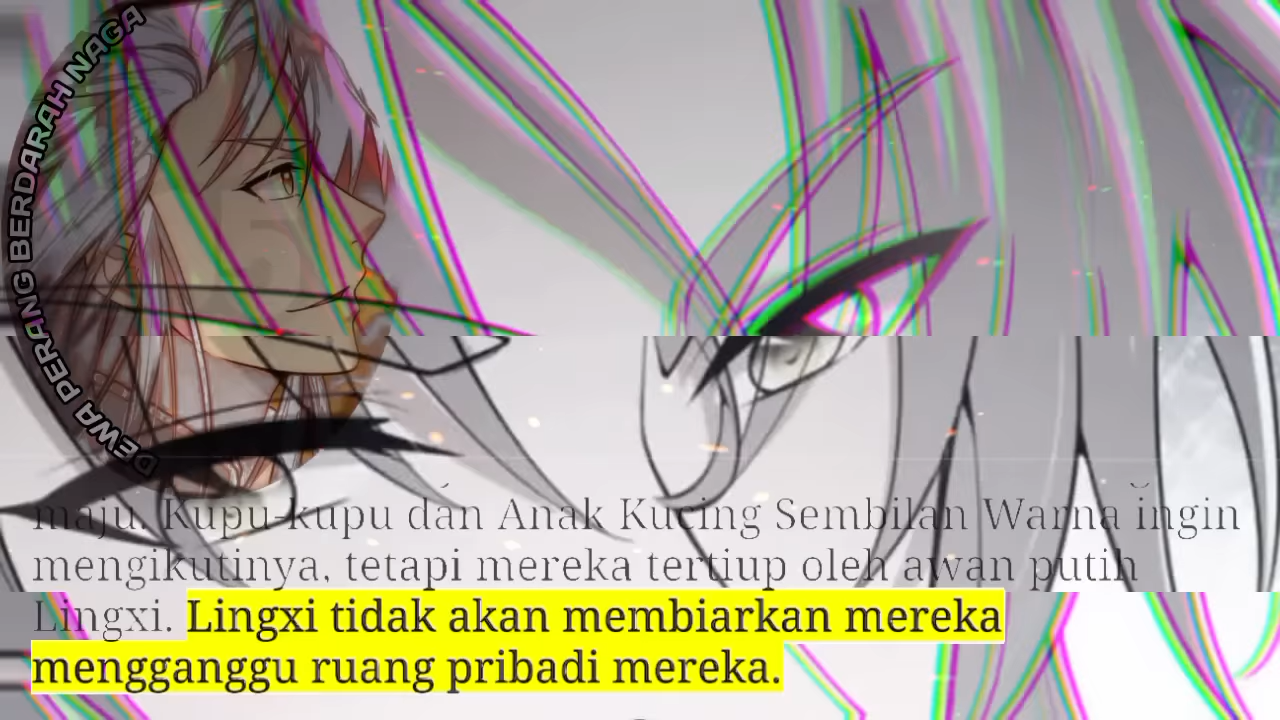 DEWA PERANG BERDARAH NAGA
maju. Kupu-kupu dan Anak Kucing Sembilan Warna ingin
mengikutinya, tetapi mereka tertiup oleh awan putih
Lingxi. Lingxi tidak akan membiarkan mereka
mengganggu ruang pribadi mereka.